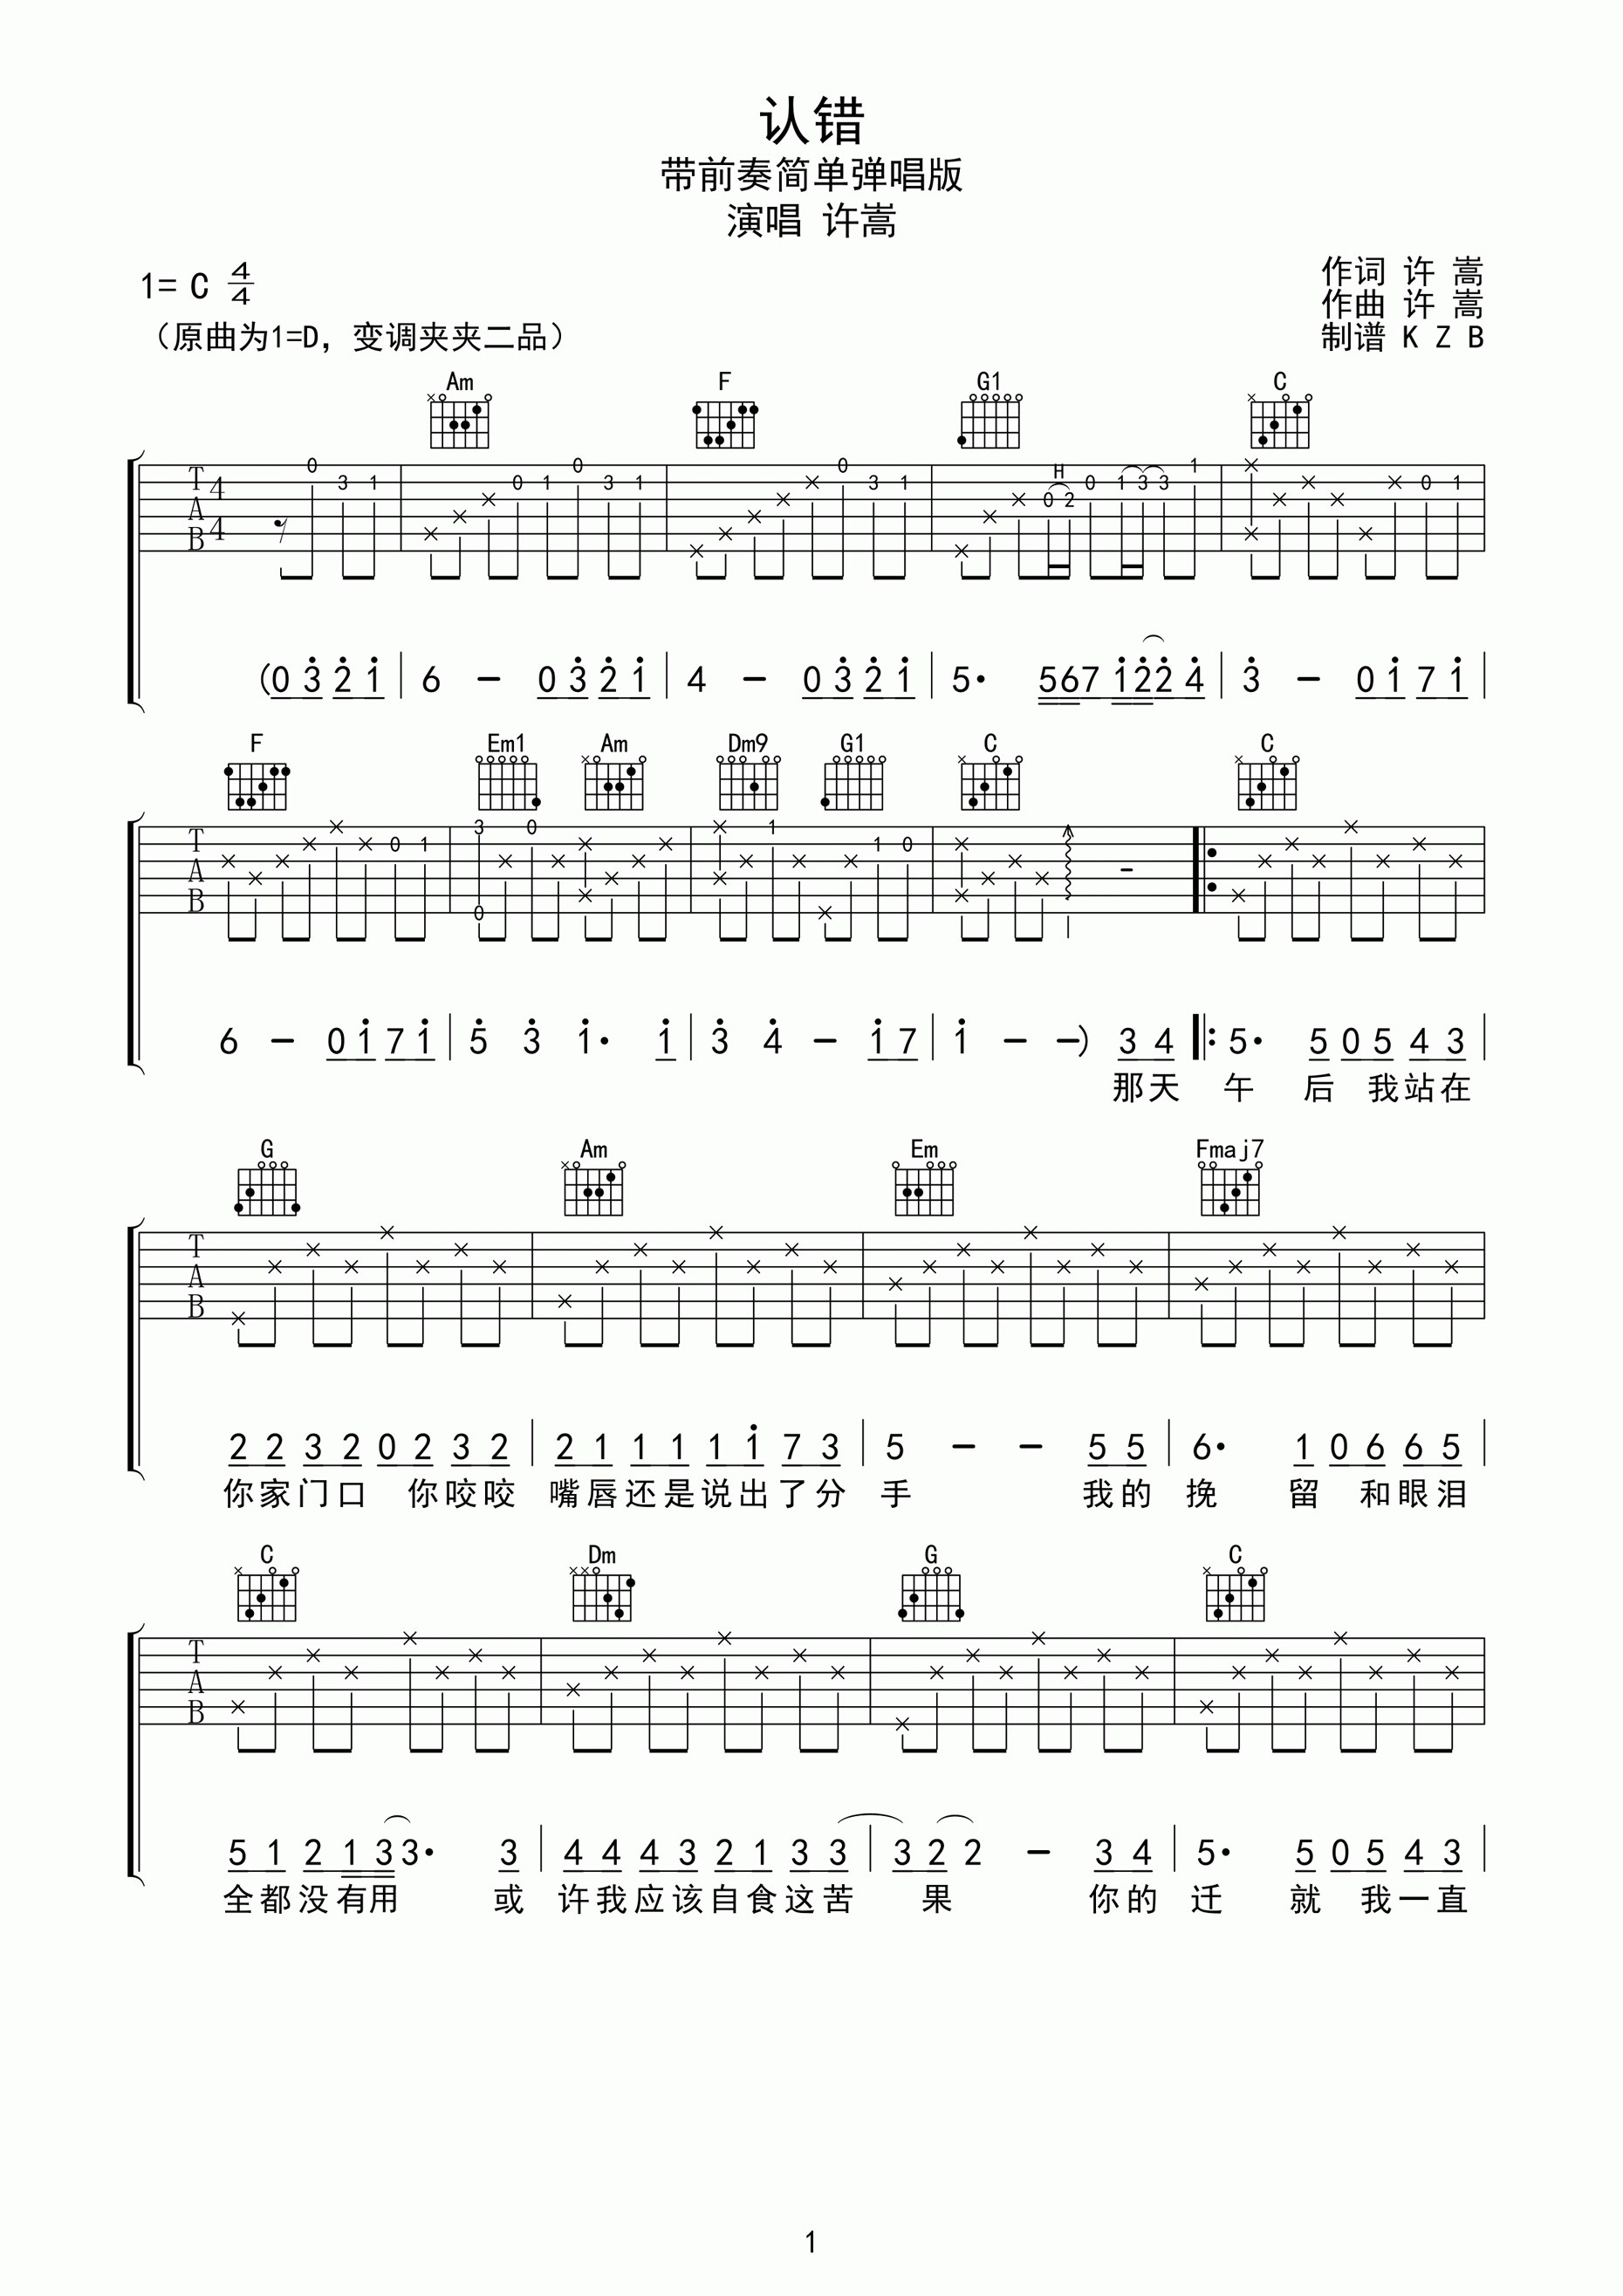 认错
带前奏简单弹唱版
演唱 许嵩
1= C 4/4
作词 许 嵩
作曲 许 嵩
（原曲为1=D，变调夹夹二品）
制谱 K Z B
Am F G1 C
T 4 0 3 1 0 1 0 3 1 0 3 1 0 H 2 0 1 3 3 1 0 1
A 4
B
(0 3 2 1 | 6 - 0 3 2 1 | 4 - 0 3 2 1 | 5· 5 6 7 1 2 2 4 | 3 - 0 1 7 1 |
F Em1 Am Dm9 G1 C C
T 0 1 3 0 0 1 1 0 -
A
B
6 - 0 1 7 1 | 5 3 1· 1 | 3 4 - 1 7 | 1 - -) 3 4 |: 5· 5 0 5 4 3 |
那天 午 后 我站在
G Am Em Fmaj7
T
A
B
2 2 3 2 0 2 3 2 | 2 1 1 1 1 1 7 3 | 5 - - 5 5 | 6· 1 0 6 6 5 |
你家门口 你咬咬 嘴唇还是说出了分 手 我的 挽 留 和眼泪
C Dm G C
T
A
B
5 1 2 1 3 3· 3 | 4 4 4 3 2 1 3 3 | 3 2 2 - 3 4 | 5· 5 0 5 4 3 |
全都没有用 或 许我应该自食这苦 果 你的 迁 就 我一直
1